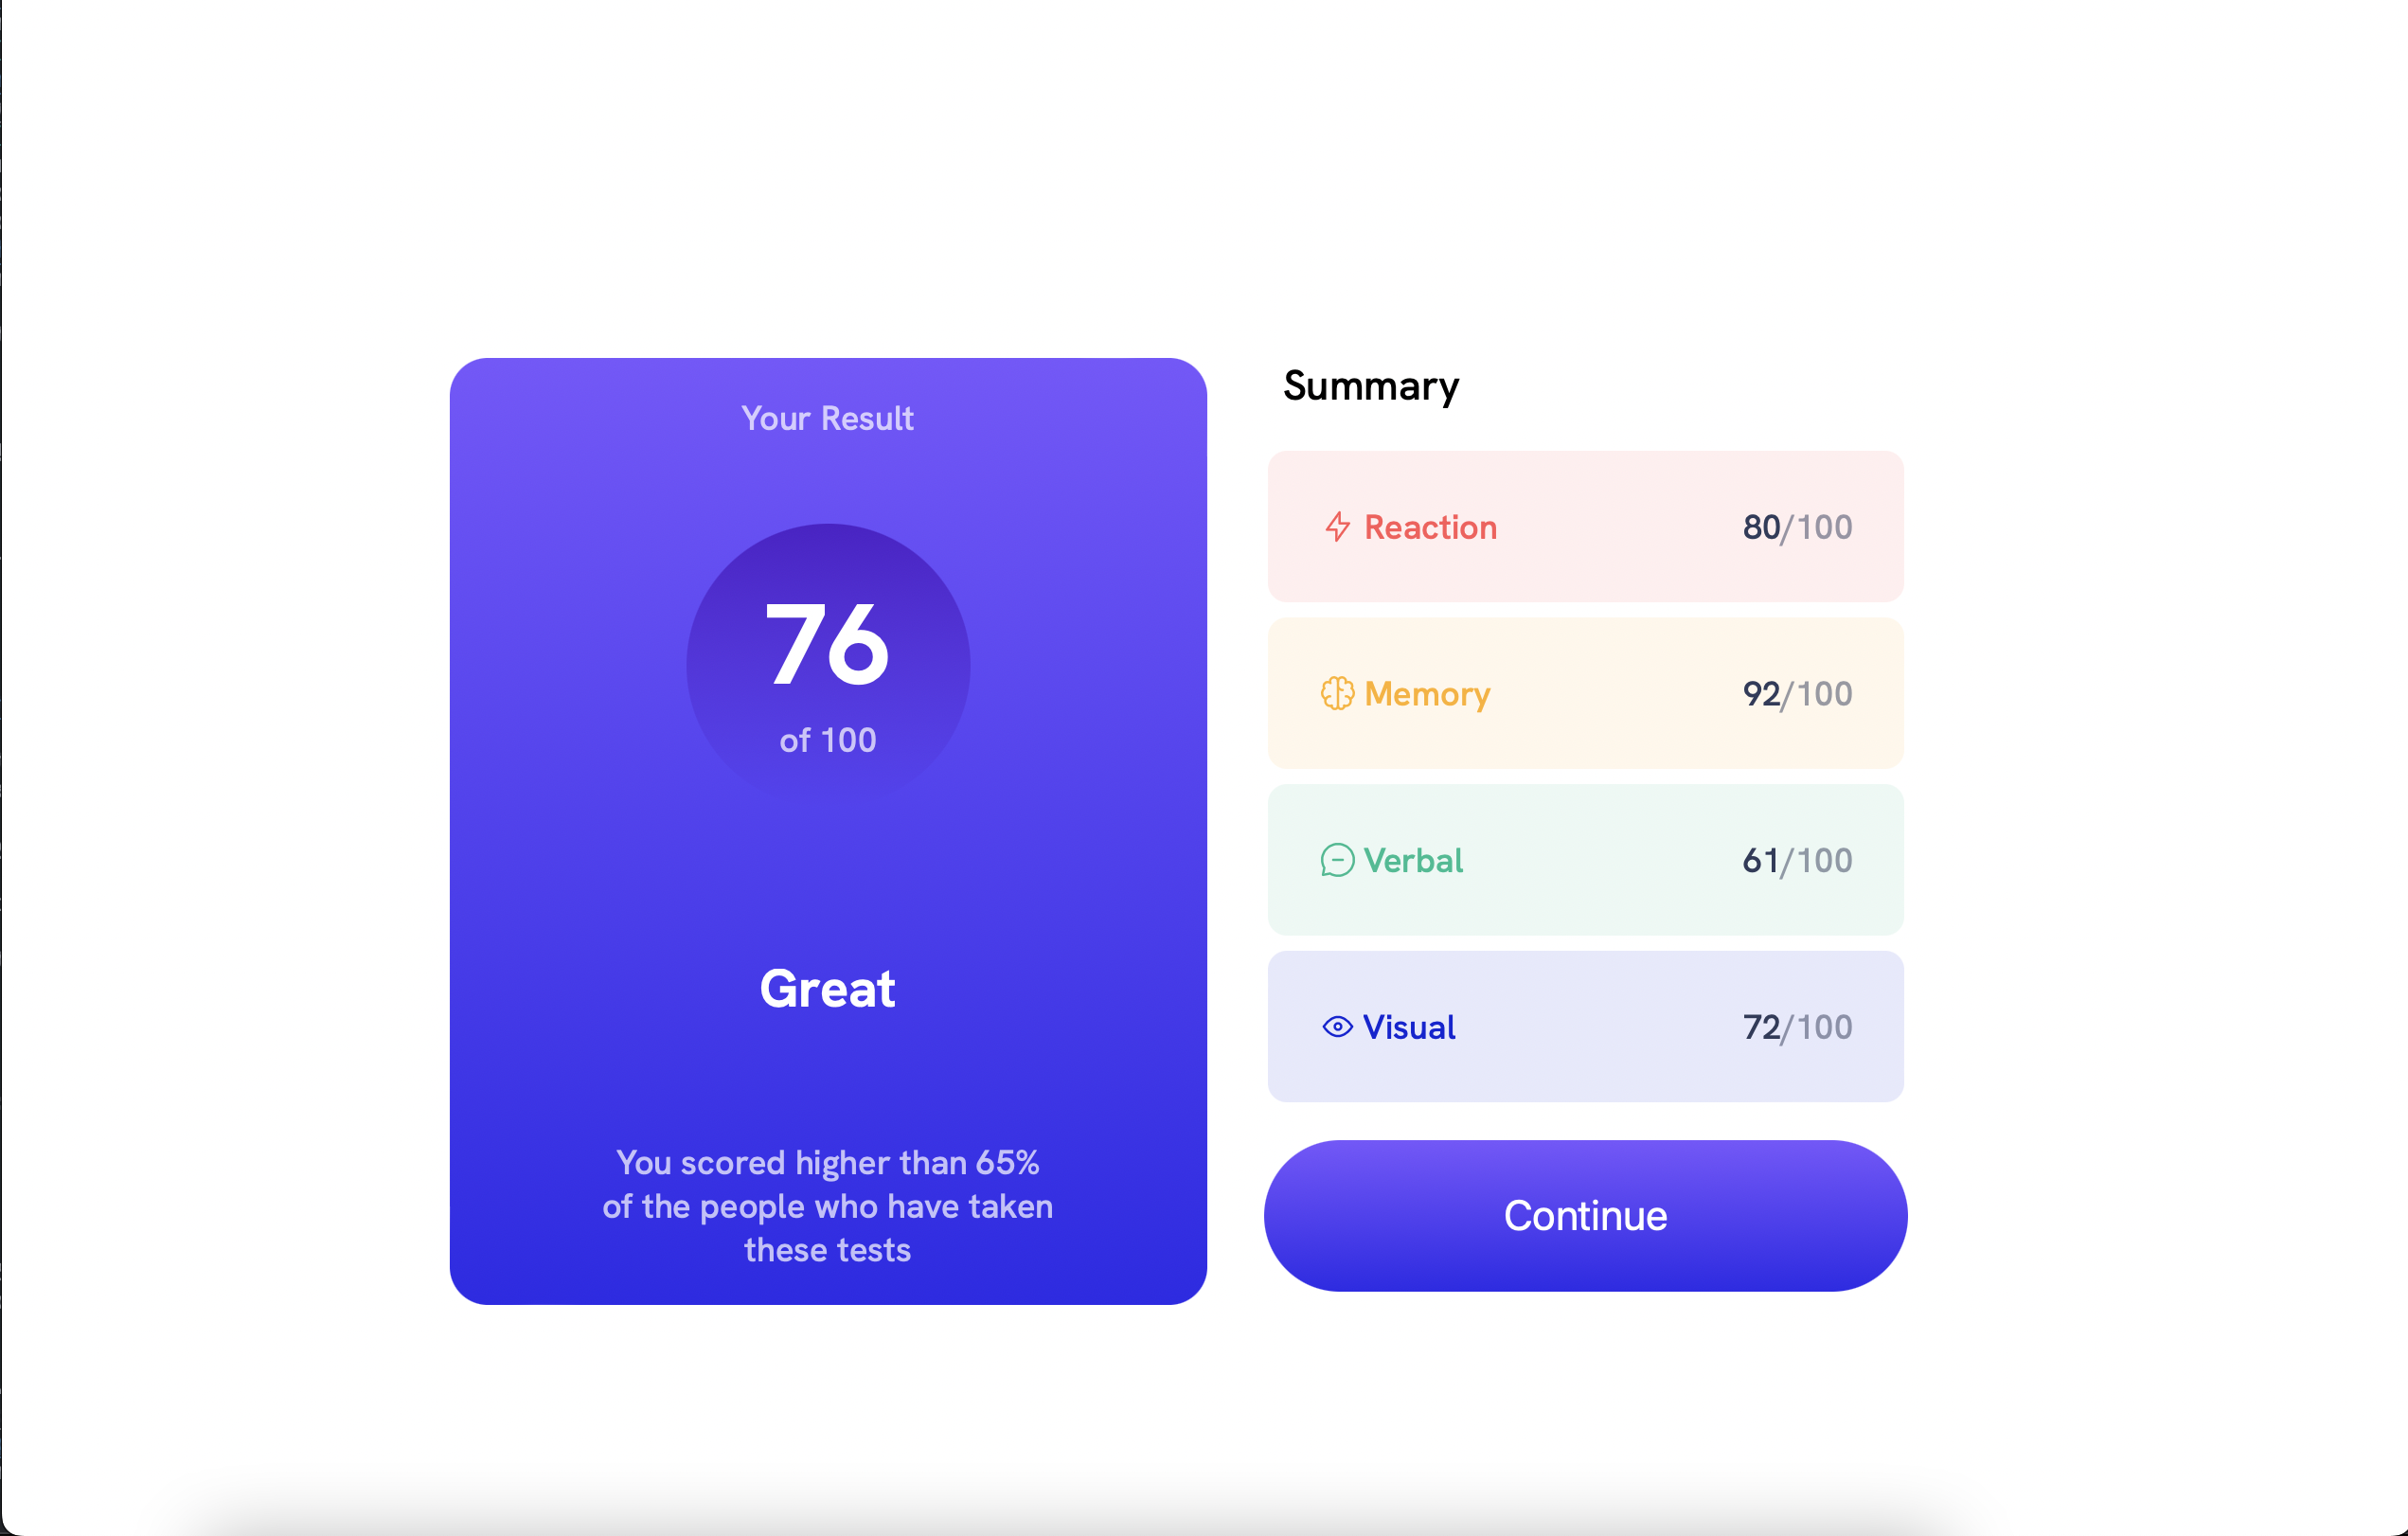 Your Result
76
of 100
Great
You scored higher than 65%
of the people who have taken
these tests
Summary
Reaction 80/100
Memory 92/100
Verbal 61/100
Visual 72/100
Continue